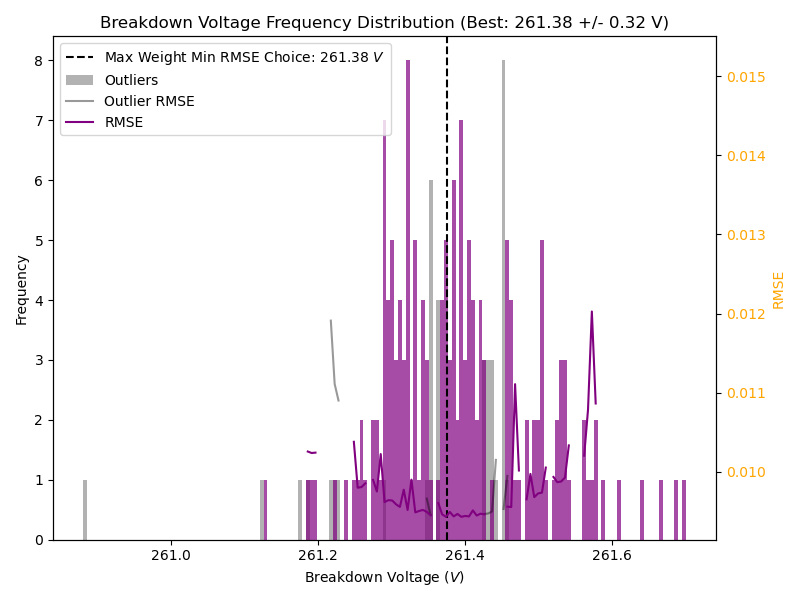 Breakdown Voltage Frequency Distribution (Best: 261.38 +/- 0.32 V)
Max Weight Min RMSE Choice: 261.38 V
Outliers
Outlier RMSE
RMSE
Frequency
8
7
6
5
4
3
2
1
0
0.015
0.014
0.013
0.012
0.011
0.010
RMSE
261.0
261.2
261.4
261.6
Breakdown Voltage (V)